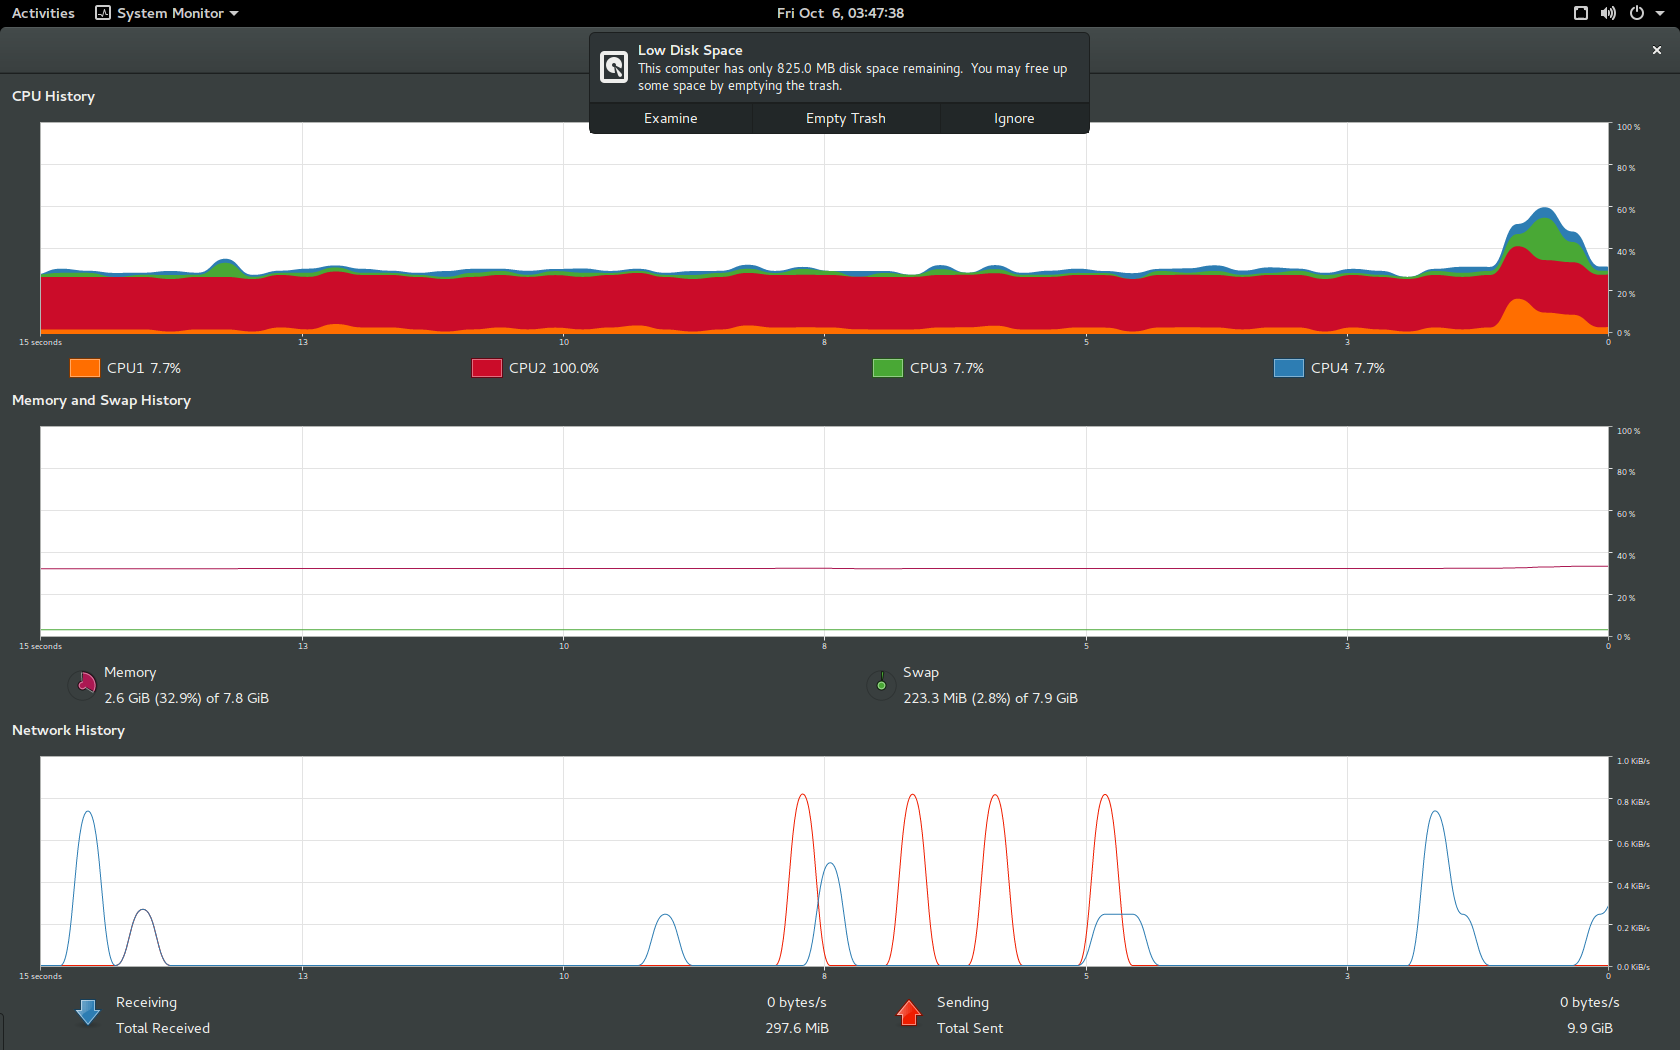 Activities
System Monitor
Fri Oct 6, 03:47:38
Low Disk Space
This computer has only 825.0 MB disk space remaining. You may free up
some space by emptying the trash.
Examine
Empty Trash
Ignore
CPU History
100 %
80 %
60 %
40 %
20 %
0 %
15 seconds
13
10
8
5
3
0
CPU1 7.7%
CPU2 100.0%
CPU3 7.7%
CPU4 7.7%
Memory and Swap History
100 %
80 %
60 %
40 %
20 %
0 %
15 seconds
13
10
8
5
3
0
Memory
2.6 GiB (32.9%) of 7.8 GiB
Swap
223.3 MiB (2.8%) of 7.9 GiB
Network History
1.0 KiB/s
0.8 KiB/s
0.6 KiB/s
0.4 KiB/s
0.2 KiB/s
0.0 KiB/s
15 seconds
13
10
8
5
3
0
Receiving
0 bytes/s
Total Received
297.6 MiB
Sending
0 bytes/s
Total Sent
9.9 GiB